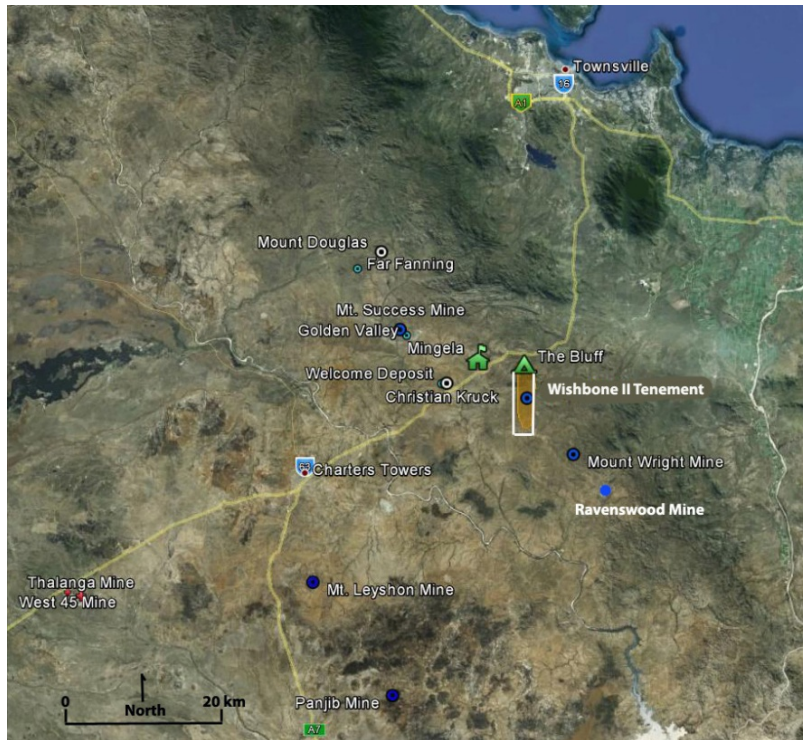 Townsville
16
A1
Mount Douglas
Far Fanning
Mt. Success Mine
Golden Valley
Mingela
The Bluff
Welcome Deposit
Christian Kruck
Wishbone II Tenement
Mount Wright Mine
Charters Towers
Ravenswood Mine
Thalanga Mine
West 45 Mine
Mt. Leyshon Mine
0
20 km
North
Panjib Mine
A7